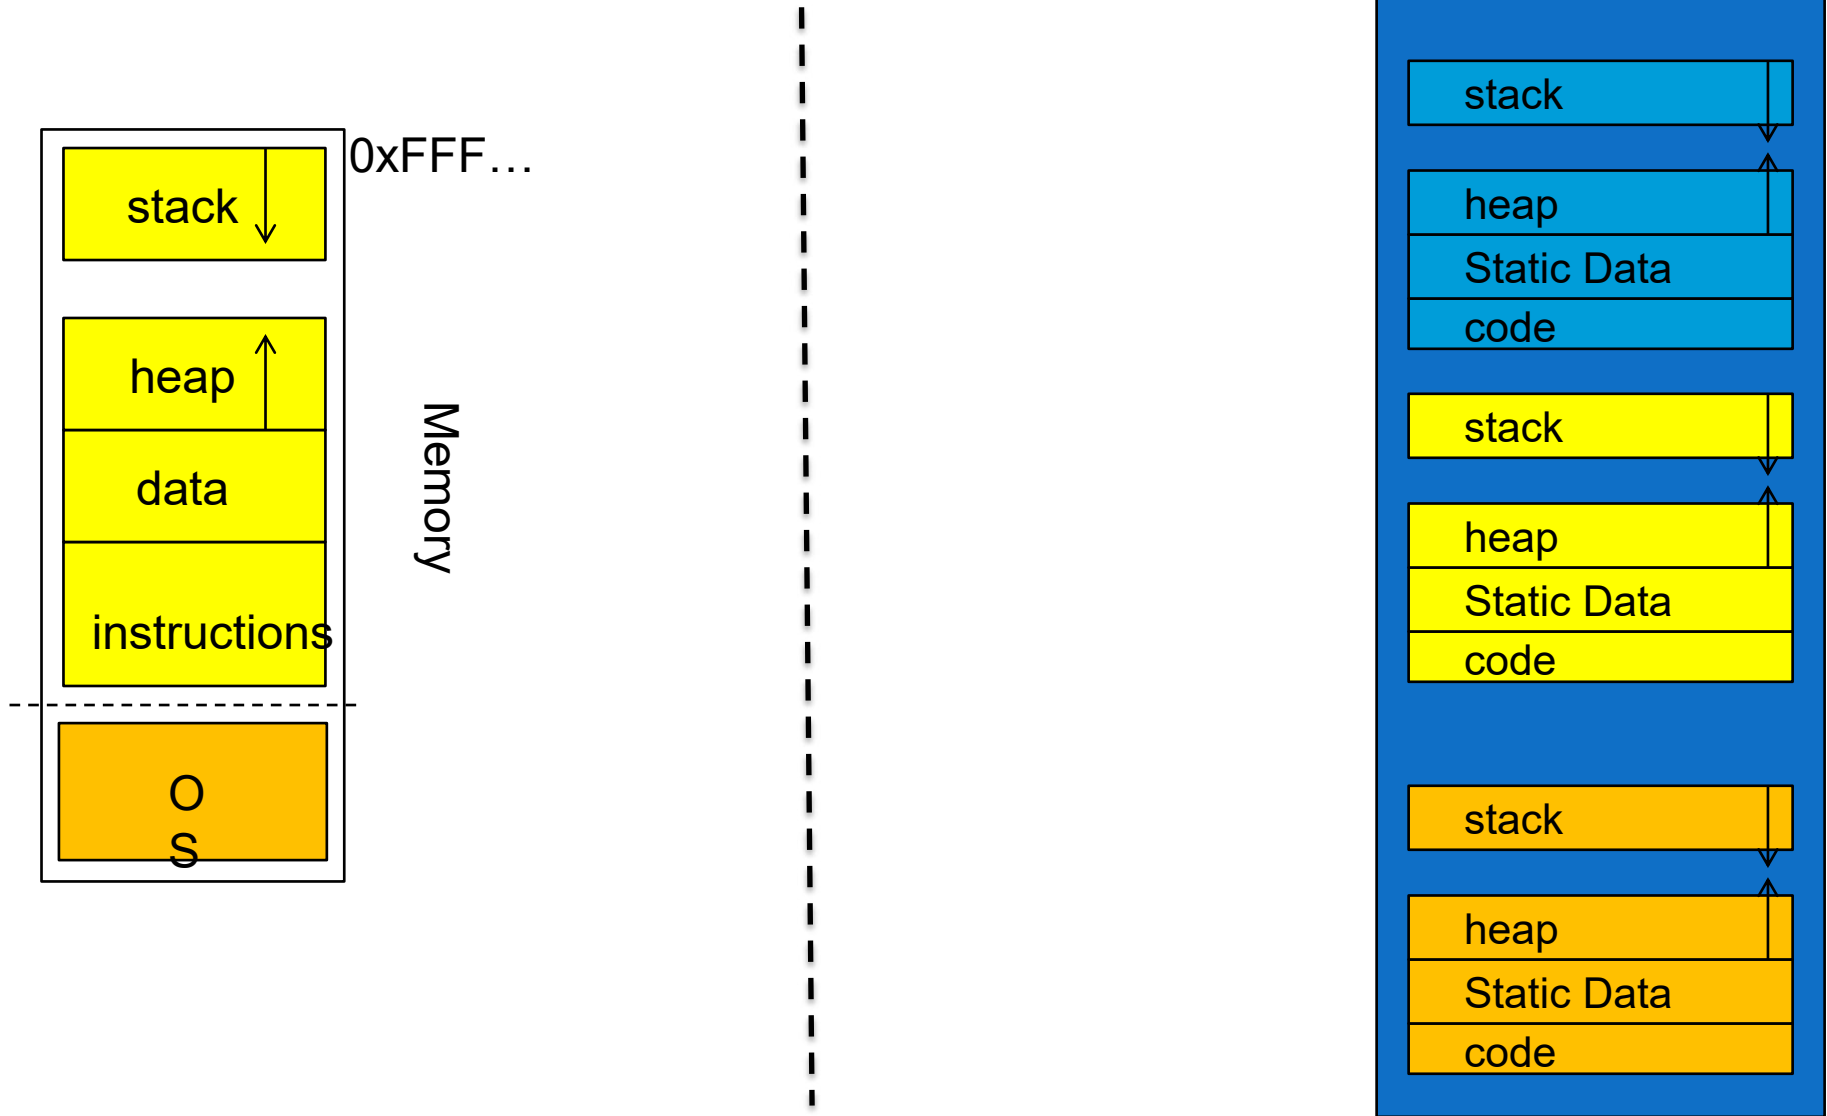 0xFFF…
stack
heap
data
instructions
O
S
Memory
stack
heap
Static Data
code
stack
heap
Static Data
code
stack
heap
Static Data
code